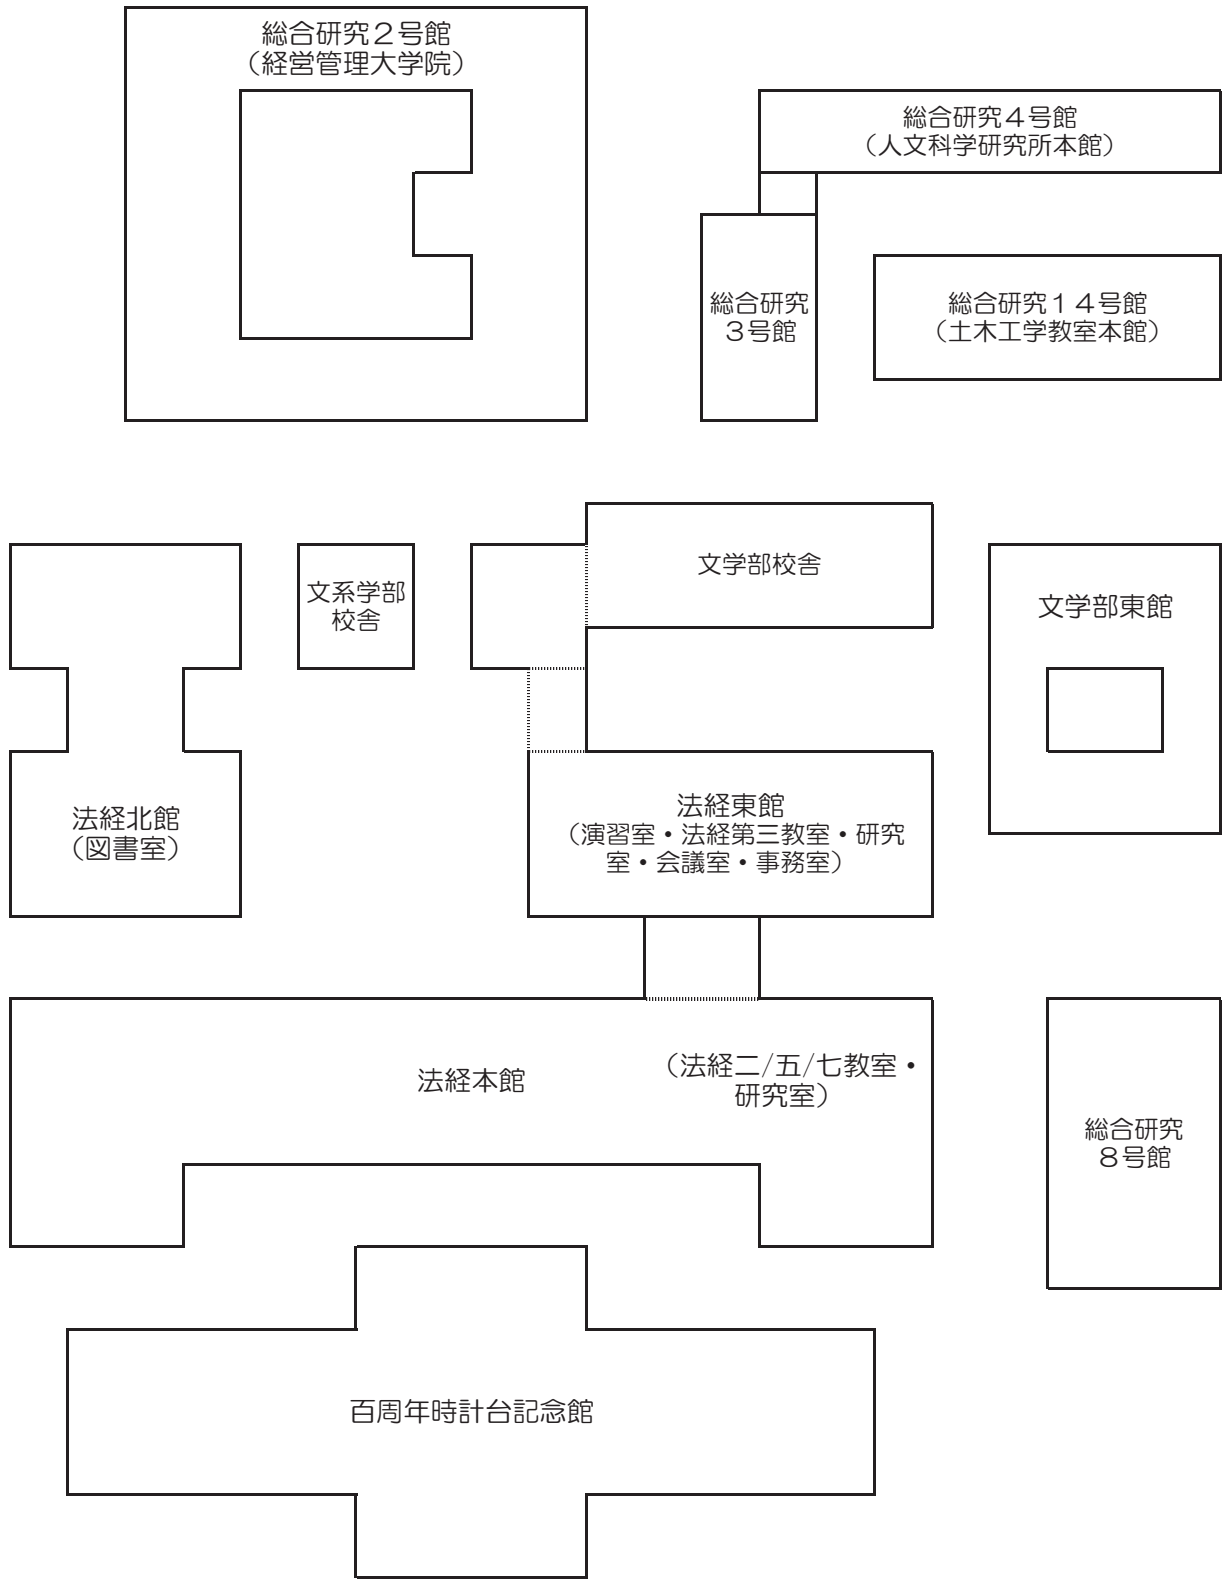 総合研究２号館
（経営管理大学院）
総合研究４号館
（人文科学研究所本館）
総合研究
３号館
総合研究１４号館
（土木工学教室本館）
文系学部
校舎
文学部校舎
文学部東館
法経北館
（図書室）
法経東館
（演習室・法経第三教室・研究
室・会議室・事務室）
法経本館
（法経二/五/七教室・
研究室）
総合研究
８号館
百周年時計台記念館